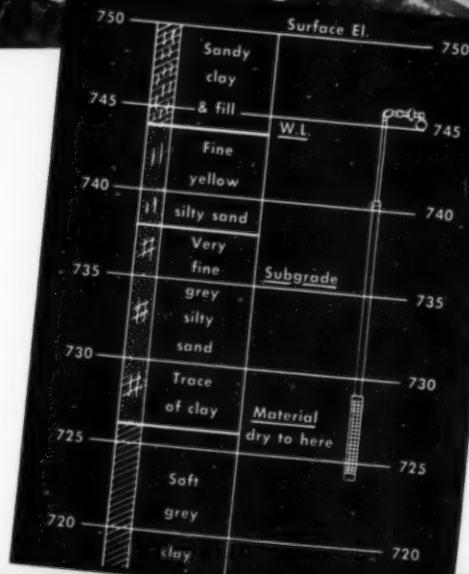 Surface El.
750
750
Sandy
clay
745
& fill
745
W.L.
Fine
yellow
740
740
silty sand
Very
fine
Subgrade
735
735
grey
silty
sand
730
730
Trace
of clay
Material
dry to here
725
725
Soft
grey
720
720
clay